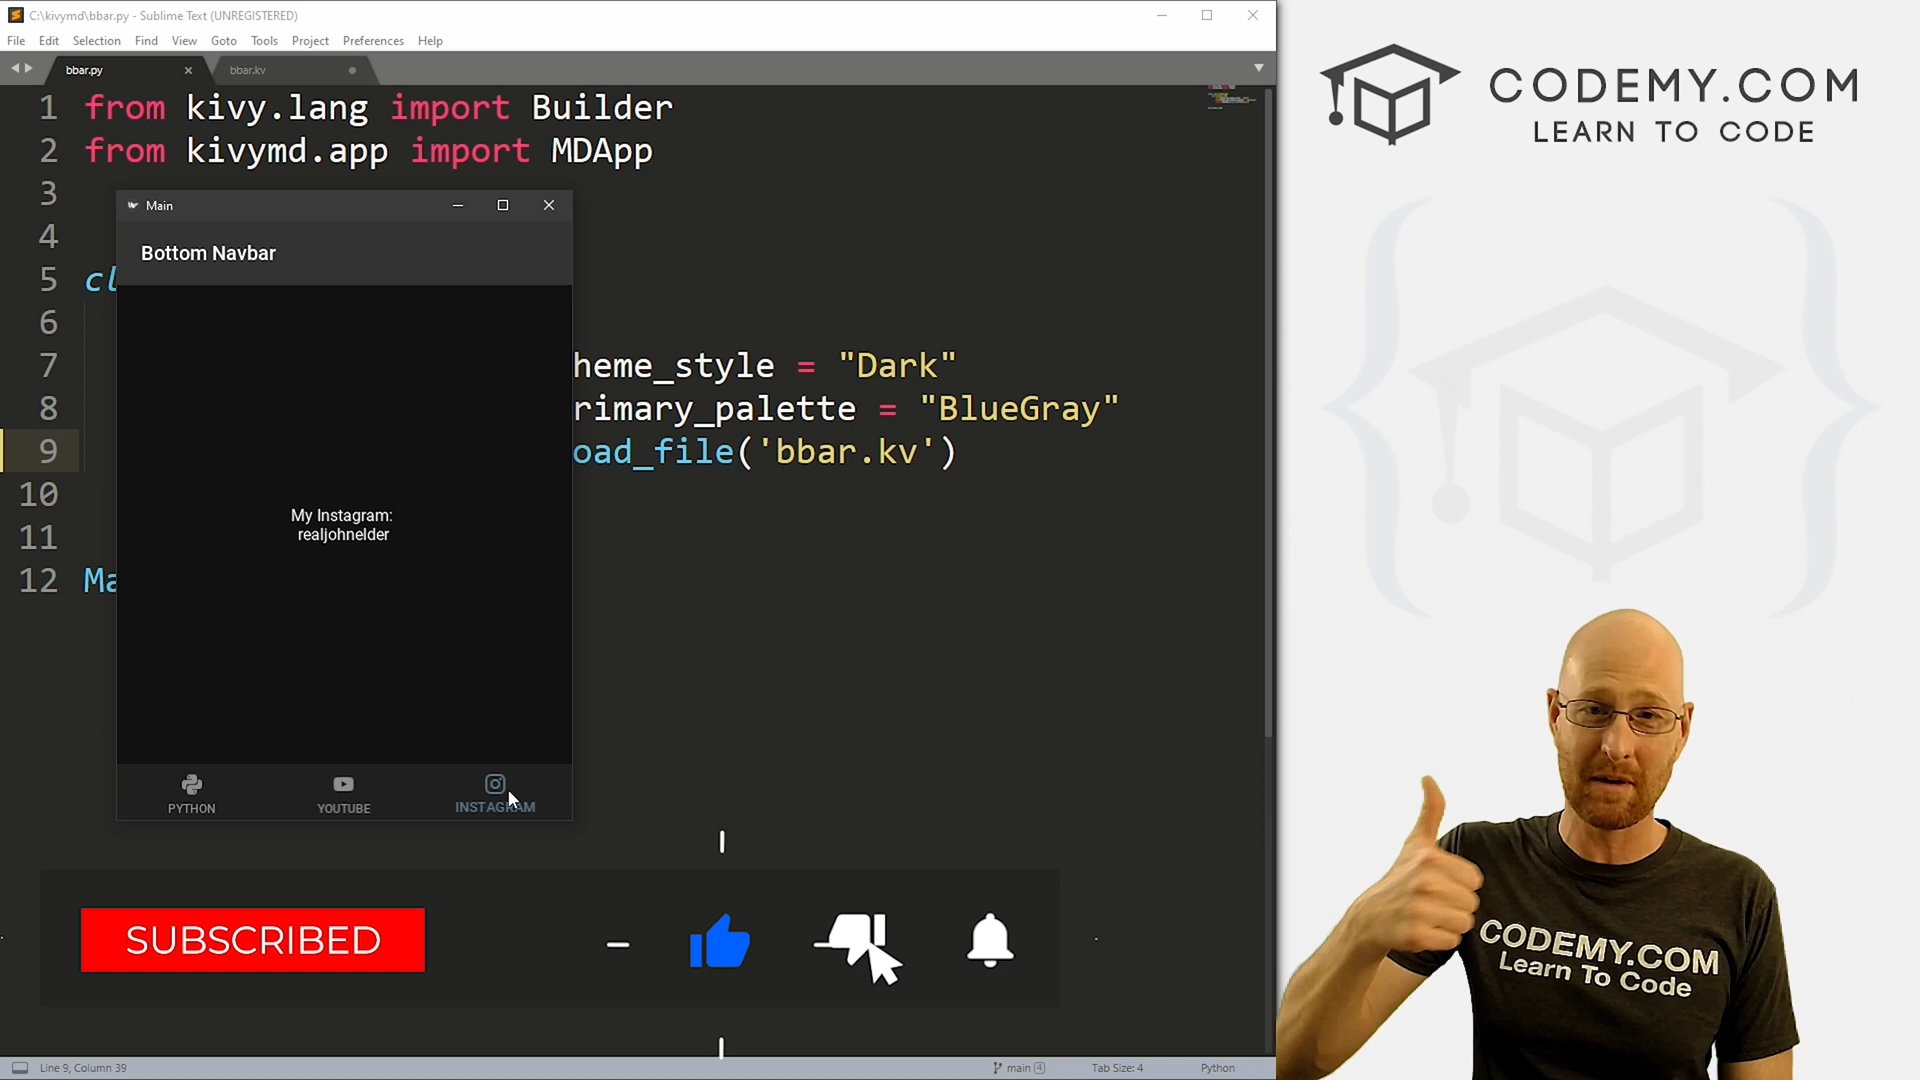 C:\kivymd\bbar.py - Sublime Text (UNREGISTERED)
File Edit Selection Find View Goto Tools Project Preferences Help
bbar.py
bbar.kv
1 from kivy.lang import Builder
2 from kivymd.app import MDApp
3
4
5 cl
6
7 heme_style = "Dark"
8 rimary_palette = "BlueGray"
9 oad_file('bbar.kv')
10
11
12 Ma
Main
Bottom Navbar
My Instagram:
realjohnelder
PYTHON
YOUTUBE
INSTAGRAM
SUBSCRIBED
Line 9, Column 39
main 4
Tab Size: 4
Python
CODEMY.COM
LEARN TO CODE
CODEMY.COM
Learn To Code